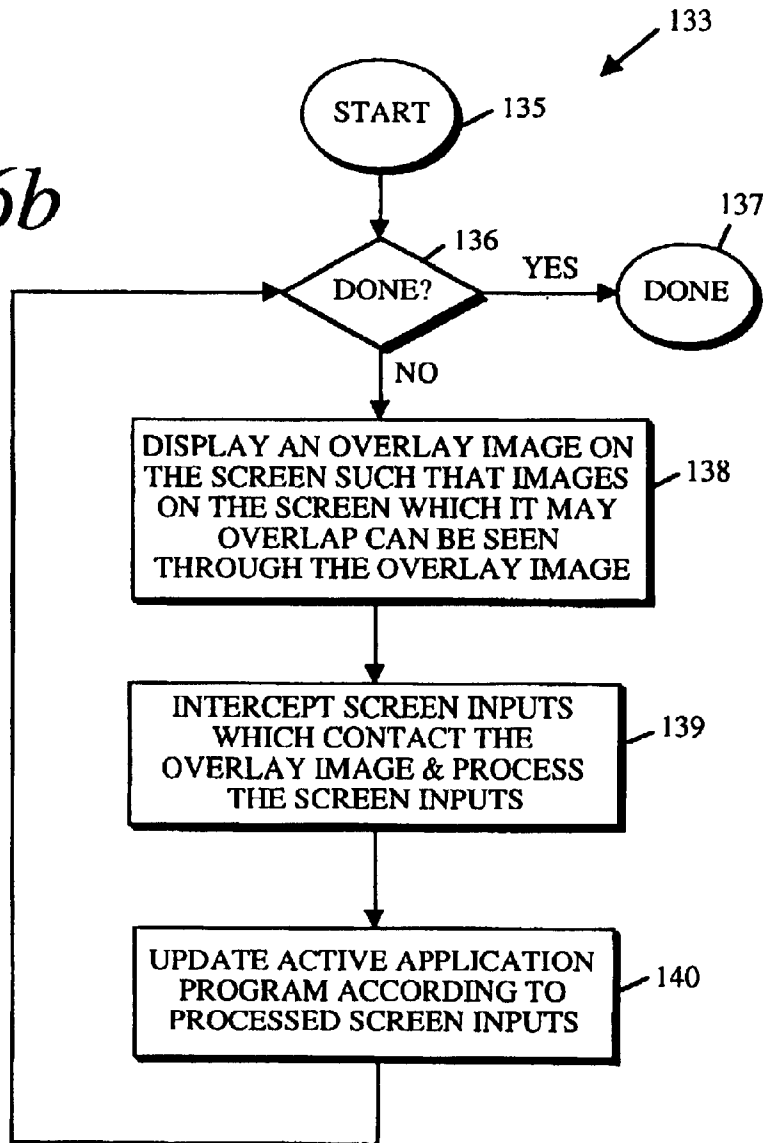 133
START
135
6b
136
137
DONE?
YES
DONE
NO
DISPLAY AN OVERLAY IMAGE ON
THE SCREEN SUCH THAT IMAGES
ON THE SCREEN WHICH IT MAY
OVERLAP CAN BE SEEN
THROUGH THE OVERLAY IMAGE.
138
INTERCEPT SCREEN INPUTS
WHICH CONTACT THE
OVERLAY IMAGE & PROCESS
THE SCREEN INPUTS
139
UPDATE ACTIVE APPLICATION
PROGRAM ACCORDING TO
PROCESSED SCREEN INPUTS
140